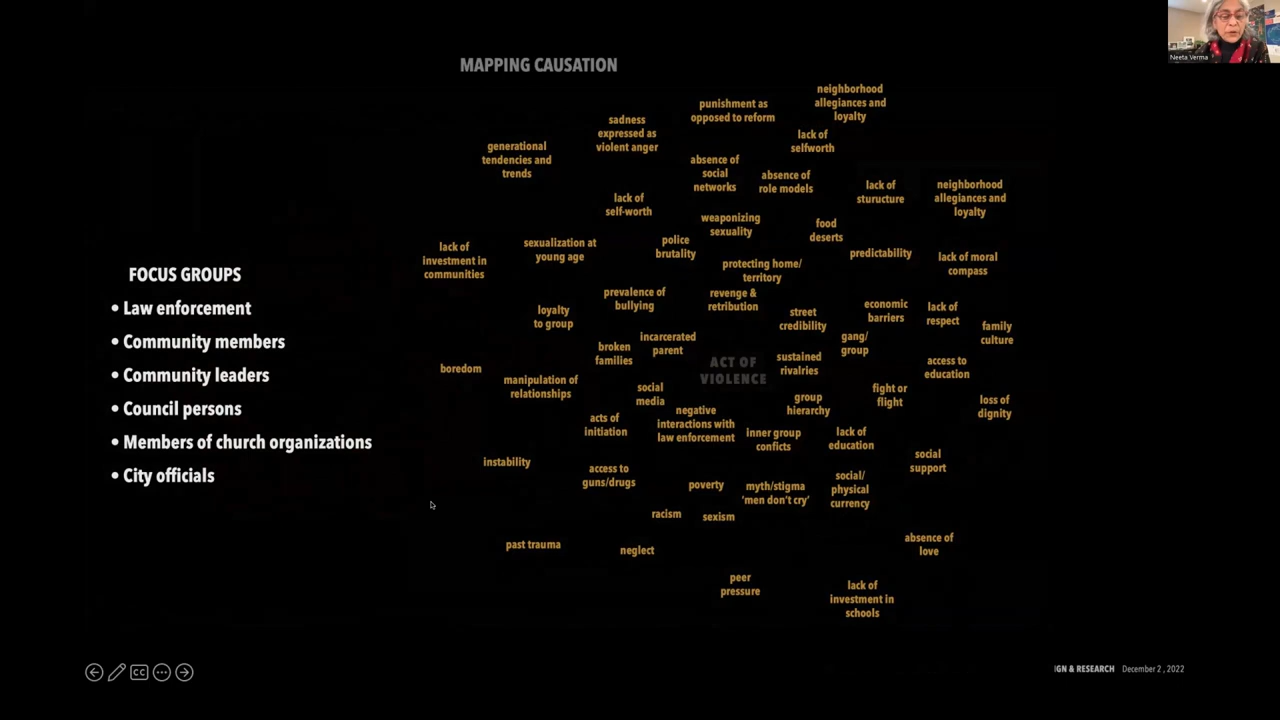 Neeta Verma
MAPPING CAUSATION
FOCUS GROUPS
• Law enforcement
• Community members
• Community leaders
• Council persons
• Members of church organizations
• City officials
neighborhood
allegiances and
loyalty
punishment as
opposed to reform
sadness
expressed as
violent anger
lack of
selfworth
generational
tendencies and
trends
absence of
social
networks
absence of
role models
lack of
sturucture
neighborhood
allegiances and
loyalty
lack of
self-worth
weaponizing
sexuality
food
deserts
lack of
investment in
communities
sexualization at
young age
police
brutality
predictability
lack of moral
compass
protecting home/
territory
prevalence of
bullying
revenge &
retribution
loyalty
to group
street
credibility
economic
barriers
lack of
respect
family
culture
broken
families
incarcerated
parent
gang/
group
ACT OF
VIOLENCE
sustained
rivalries
access to
education
boredom
manipulation of
relationships
social
media
fight or
flight
loss of
dignity
group
hierarchy
acts of
initiation
negative
interactions with
law enforcement
inner group
conficts
lack of
education
instability
access to
guns/drugs
social
support
poverty
myth/stigma
‘men don’t cry’
social/
physical
currency
racism
sexism
past trauma
neglect
absence of
love
peer
pressure
lack of
investment in
schools
CC
IGN & RESEARCH December 2 , 2022